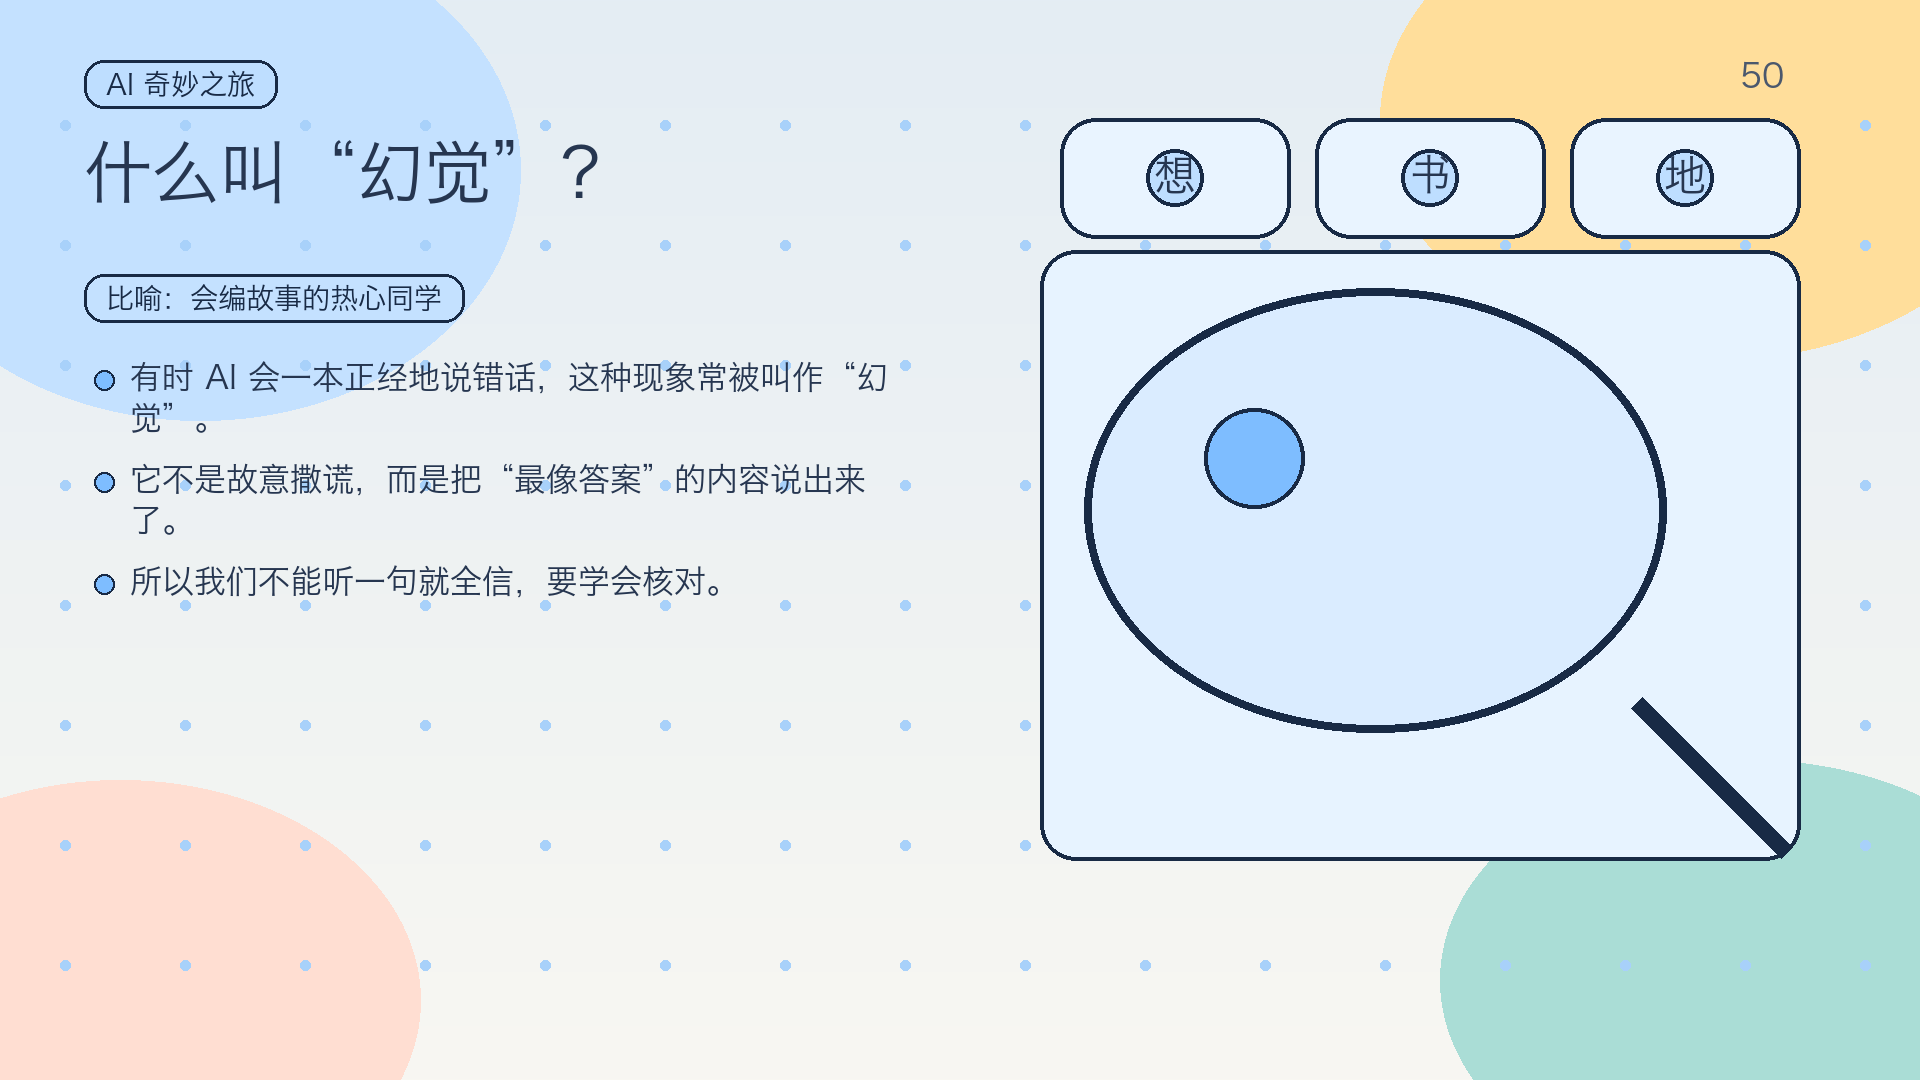 AI 奇妙之旅
50
什么叫“幻觉”？
想
书
地
比喻：会编故事的热心同学
有时 AI 会一本正经地说错话，这种现象常被叫作“幻
觉”。
它不是故意撒谎，而是把“最像答案”的内容说出来
了。
所以我们不能听一句就全信，要学会核对。